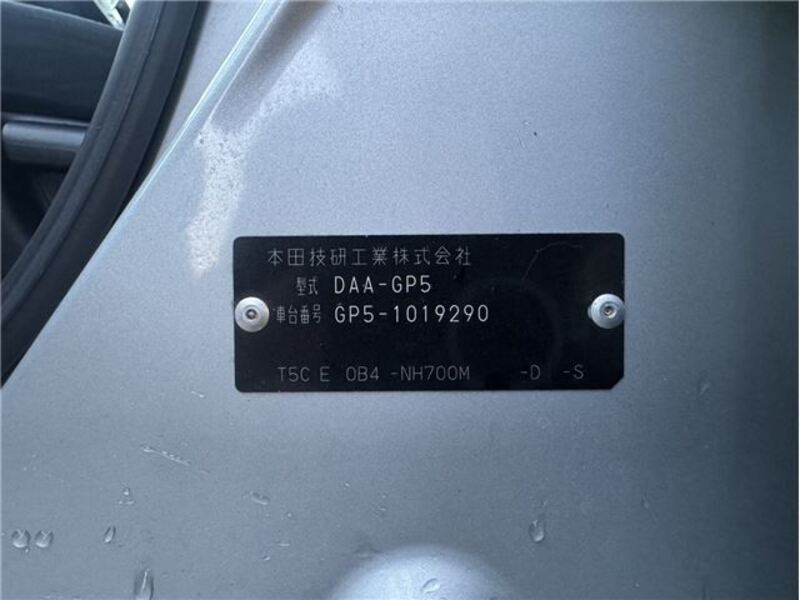 本田技研工業株式会社
型式 DAA-GP5
車台番号 GP5-1019290
T5C E 0B4 -NH700M -D -S